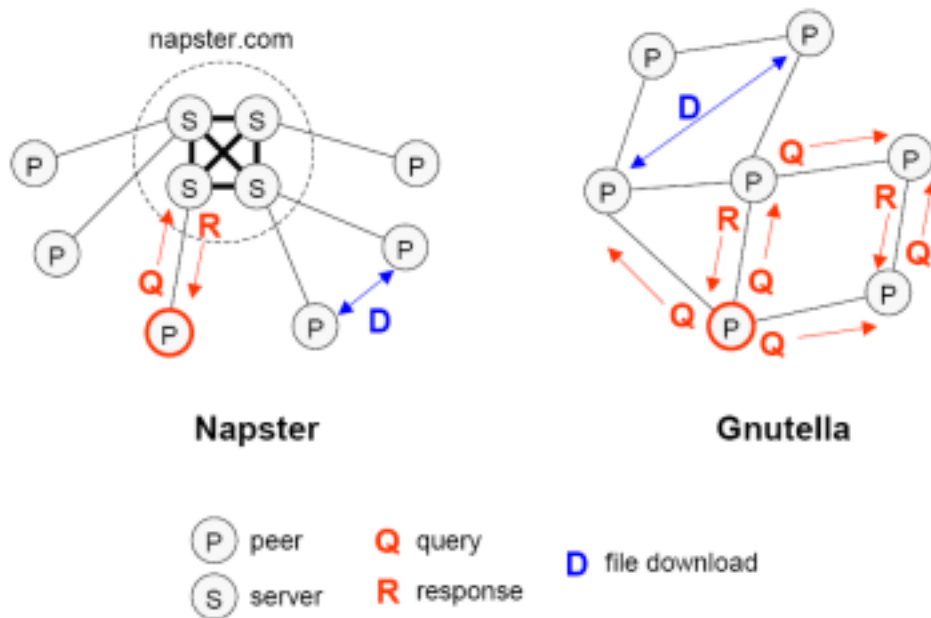 napster.com
P
P
S
S
P
D
P
P
P
Q
P
S
S
P
P
R
R
P
P
R
Q
Q
Q
P
P
D
Q
P
P
Q
Napster
Gnutella
P peer
Q query
D file download
S server
R response